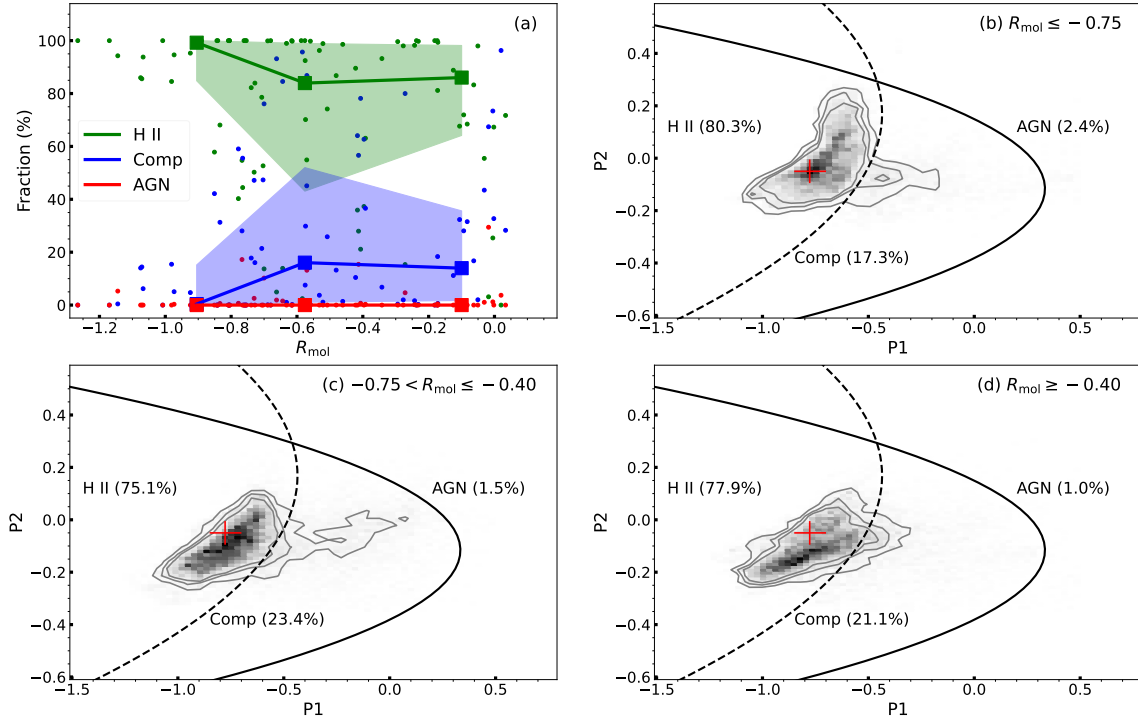 (a)
Fraction (%)
100
80
60
40
20
0
H II
Comp
AGN
−1.2 −1.0 −0.8 −0.6 −0.4 −0.2 0.0
R_mol
(b) R_mol ≤ −0.75
P2
0.4
0.2
0.0
−0.2
−0.4
−0.6
H II (80.3%)
AGN (2.4%)
Comp (17.3%)
−1.5 −1.0 −0.5 0.0 0.5
P1
(c) −0.75 < R_mol ≤ −0.40
P2
0.4
0.2
0.0
−0.2
−0.4
−0.6
H II (75.1%)
AGN (1.5%)
Comp (23.4%)
−1.5 −1.0 −0.5 0.0 0.5
P1
(d) R_mol ≥ −0.40
P2
0.4
0.2
0.0
−0.2
−0.4
−0.6
H II (77.9%)
AGN (1.0%)
Comp (21.1%)
−1.5 −1.0 −0.5 0.0 0.5
P1